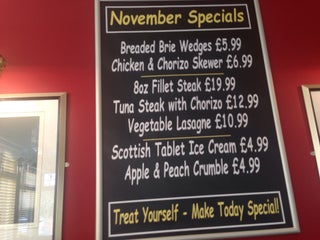 November Specials
Breaded Brie Wedges £5.99
Chicken & Chorizo Skewer £6.99
8oz Fillet Steak £19.99
Tuna Steak with Chorizo £12.99
Vegetable Lasagne £10.99
Scottish Tablet Ice Cream £4.99
Apple & Peach Crumble £4.99
Treat Yourself - Make Today Special!